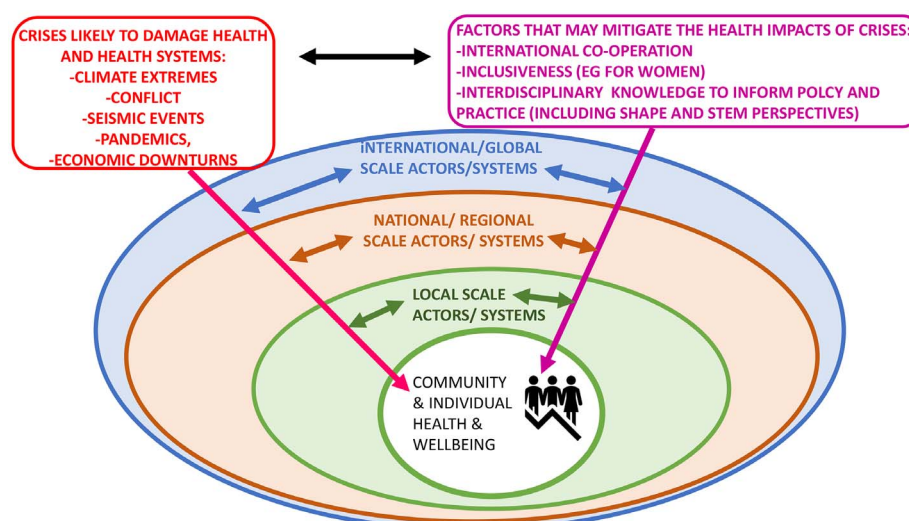 CRISES LIKELY TO DAMAGE HEALTH
AND HEALTH SYSTEMS:
-CLIMATE EXTREMES
-CONFLICT
-SEISMIC EVENTS
-PANDEMICS,
-ECONOMIC DOWNTURNS
FACTORS THAT MAY MITIGATE THE HEALTH IMPACTS OF CRISES:
-INTERNATIONAL CO-OPERATION
-INCLUSIVENESS (EG FOR WOMEN)
-INTERDISCIPLINARY KNOWLEDGE TO INFORM POLCY AND
PRACTICE (INCLUDING SHAPE AND STEM PERSPECTIVES)
iNTERNATIONAL/GLOBAL
SCALE ACTORS/SYSTEMS
NATIONAL/ REGIONAL
SCALE ACTORS/ SYSTEMS
LOCAL SCALE
ACTORS/ SYSTEMS
COMMUNITY
& INDIVIDUAL
HEALTH &
WELLBEING